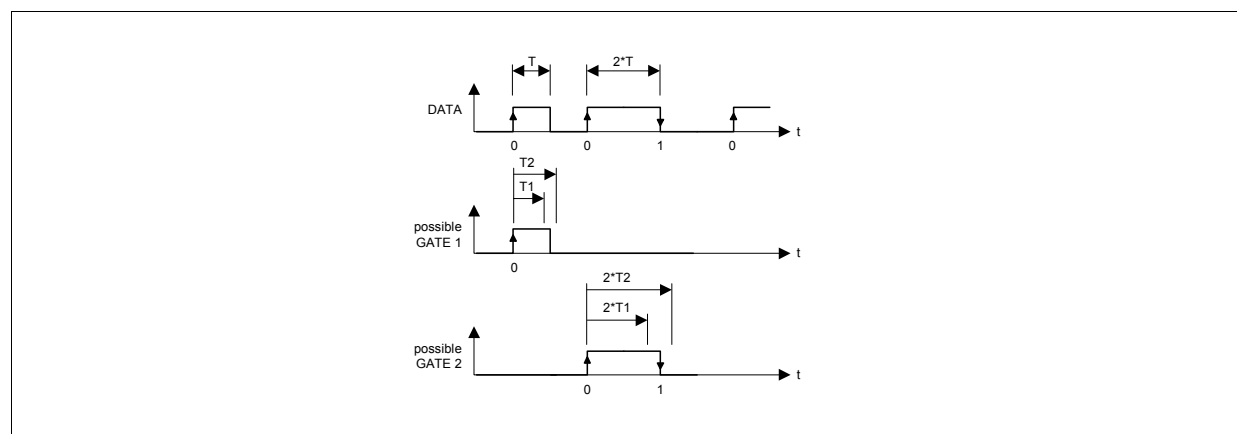 T 2*T
DATA
t
0 0 1 0
T2
T1
possible
GATE 1
t
0
2*T2
2*T1
possible
GATE 2
t
0 1